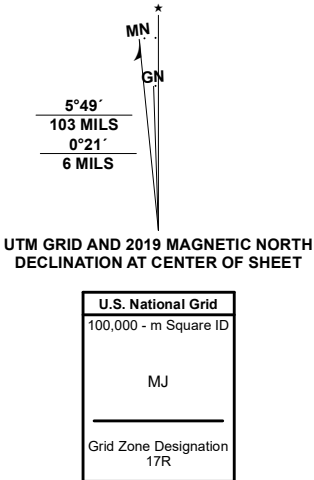 ★
MN
GN
5°49´
103 MILS
0°21´
6 MILS
UTM GRID AND 2019 MAGNETIC NORTH
DECLINATION AT CENTER OF SHEET
U.S. National Grid
100,000 - m Square ID
MJ
Grid Zone Designation
17R